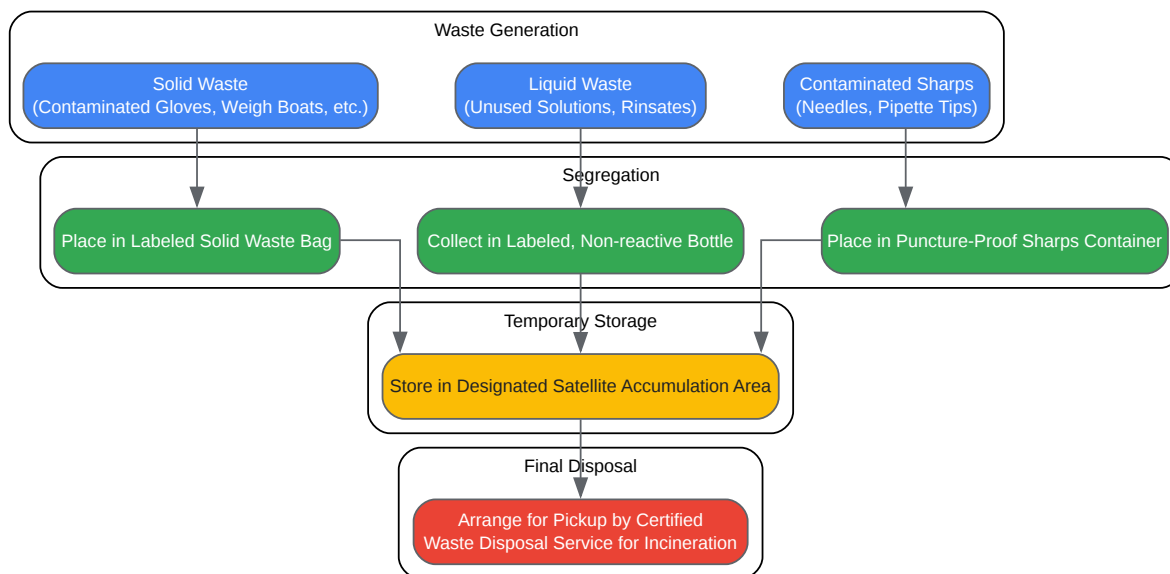 Waste Generation
Solid Waste
(Contaminated Gloves, Weigh Boats, etc.)
Liquid Waste
(Unused Solutions, Rinsates)
Contaminated Sharps
(Needles, Pipette Tips)
Segregation
Place in Labeled Solid Waste Bag
Collect in Labeled, Non-reactive Bottle
Place in Puncture-Proof Sharps Container
Temporary Storage
Store in Designated Satellite Accumulation Area
Final Disposal
Arrange for Pickup by Certified
Waste Disposal Service for Incineration